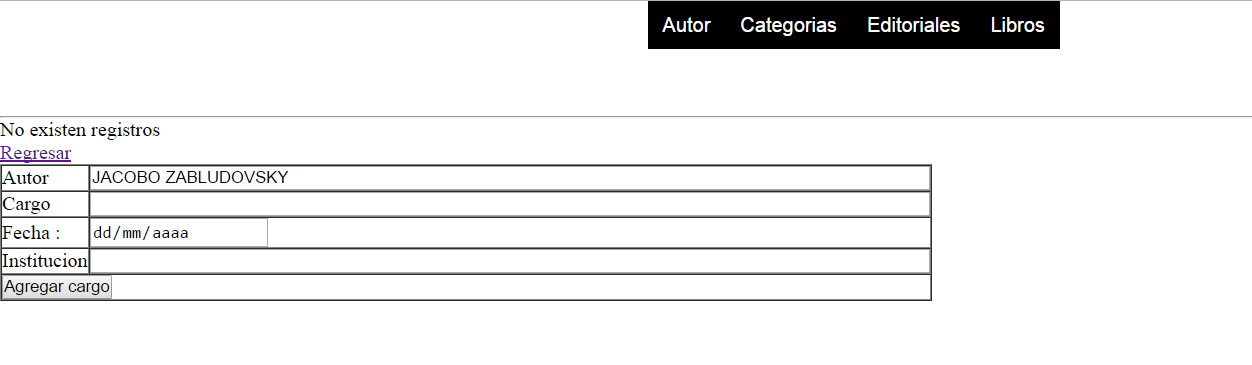 Autor Categorias Editoriales Libros
No existen registros
Regresar
Autor JACOBO ZABLUDOVSKY
Cargo
Fecha : dd/mm/aaaa
Institucion
Agregar cargo